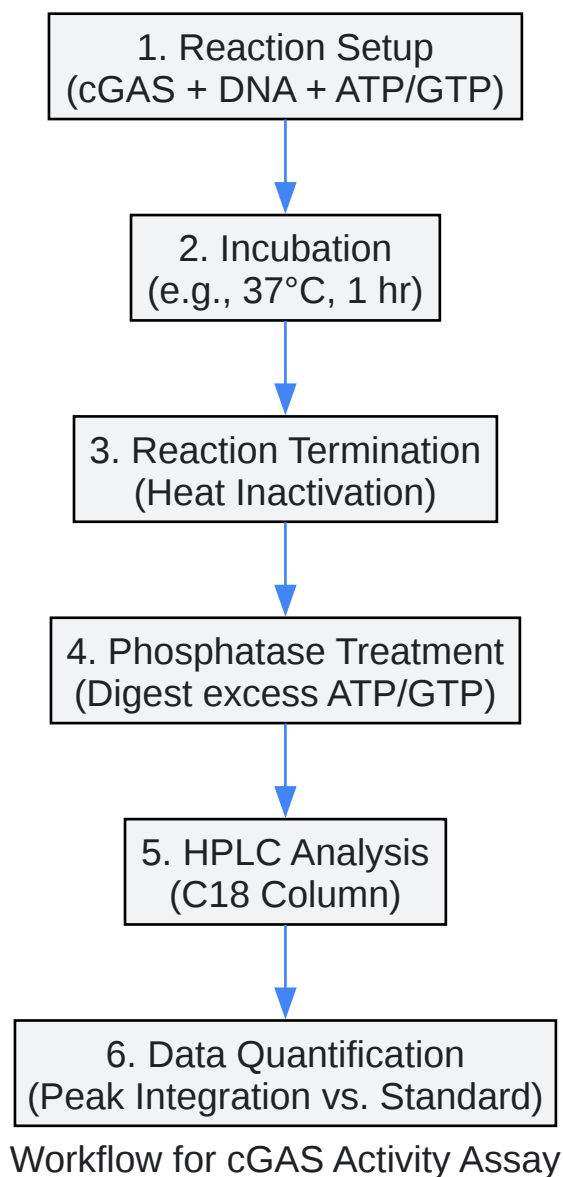 1. Reaction Setup
(cGAS + DNA + ATP/GTP)
2. Incubation
(e.g., 37°C, 1 hr)
3. Reaction Termination
(Heat Inactivation)
4. Phosphatase Treatment
(Digest excess ATP/GTP)
5. HPLC Analysis
(C18 Column)
6. Data Quantification
(Peak Integration vs. Standard)
Workflow for cGAS Activity Assay